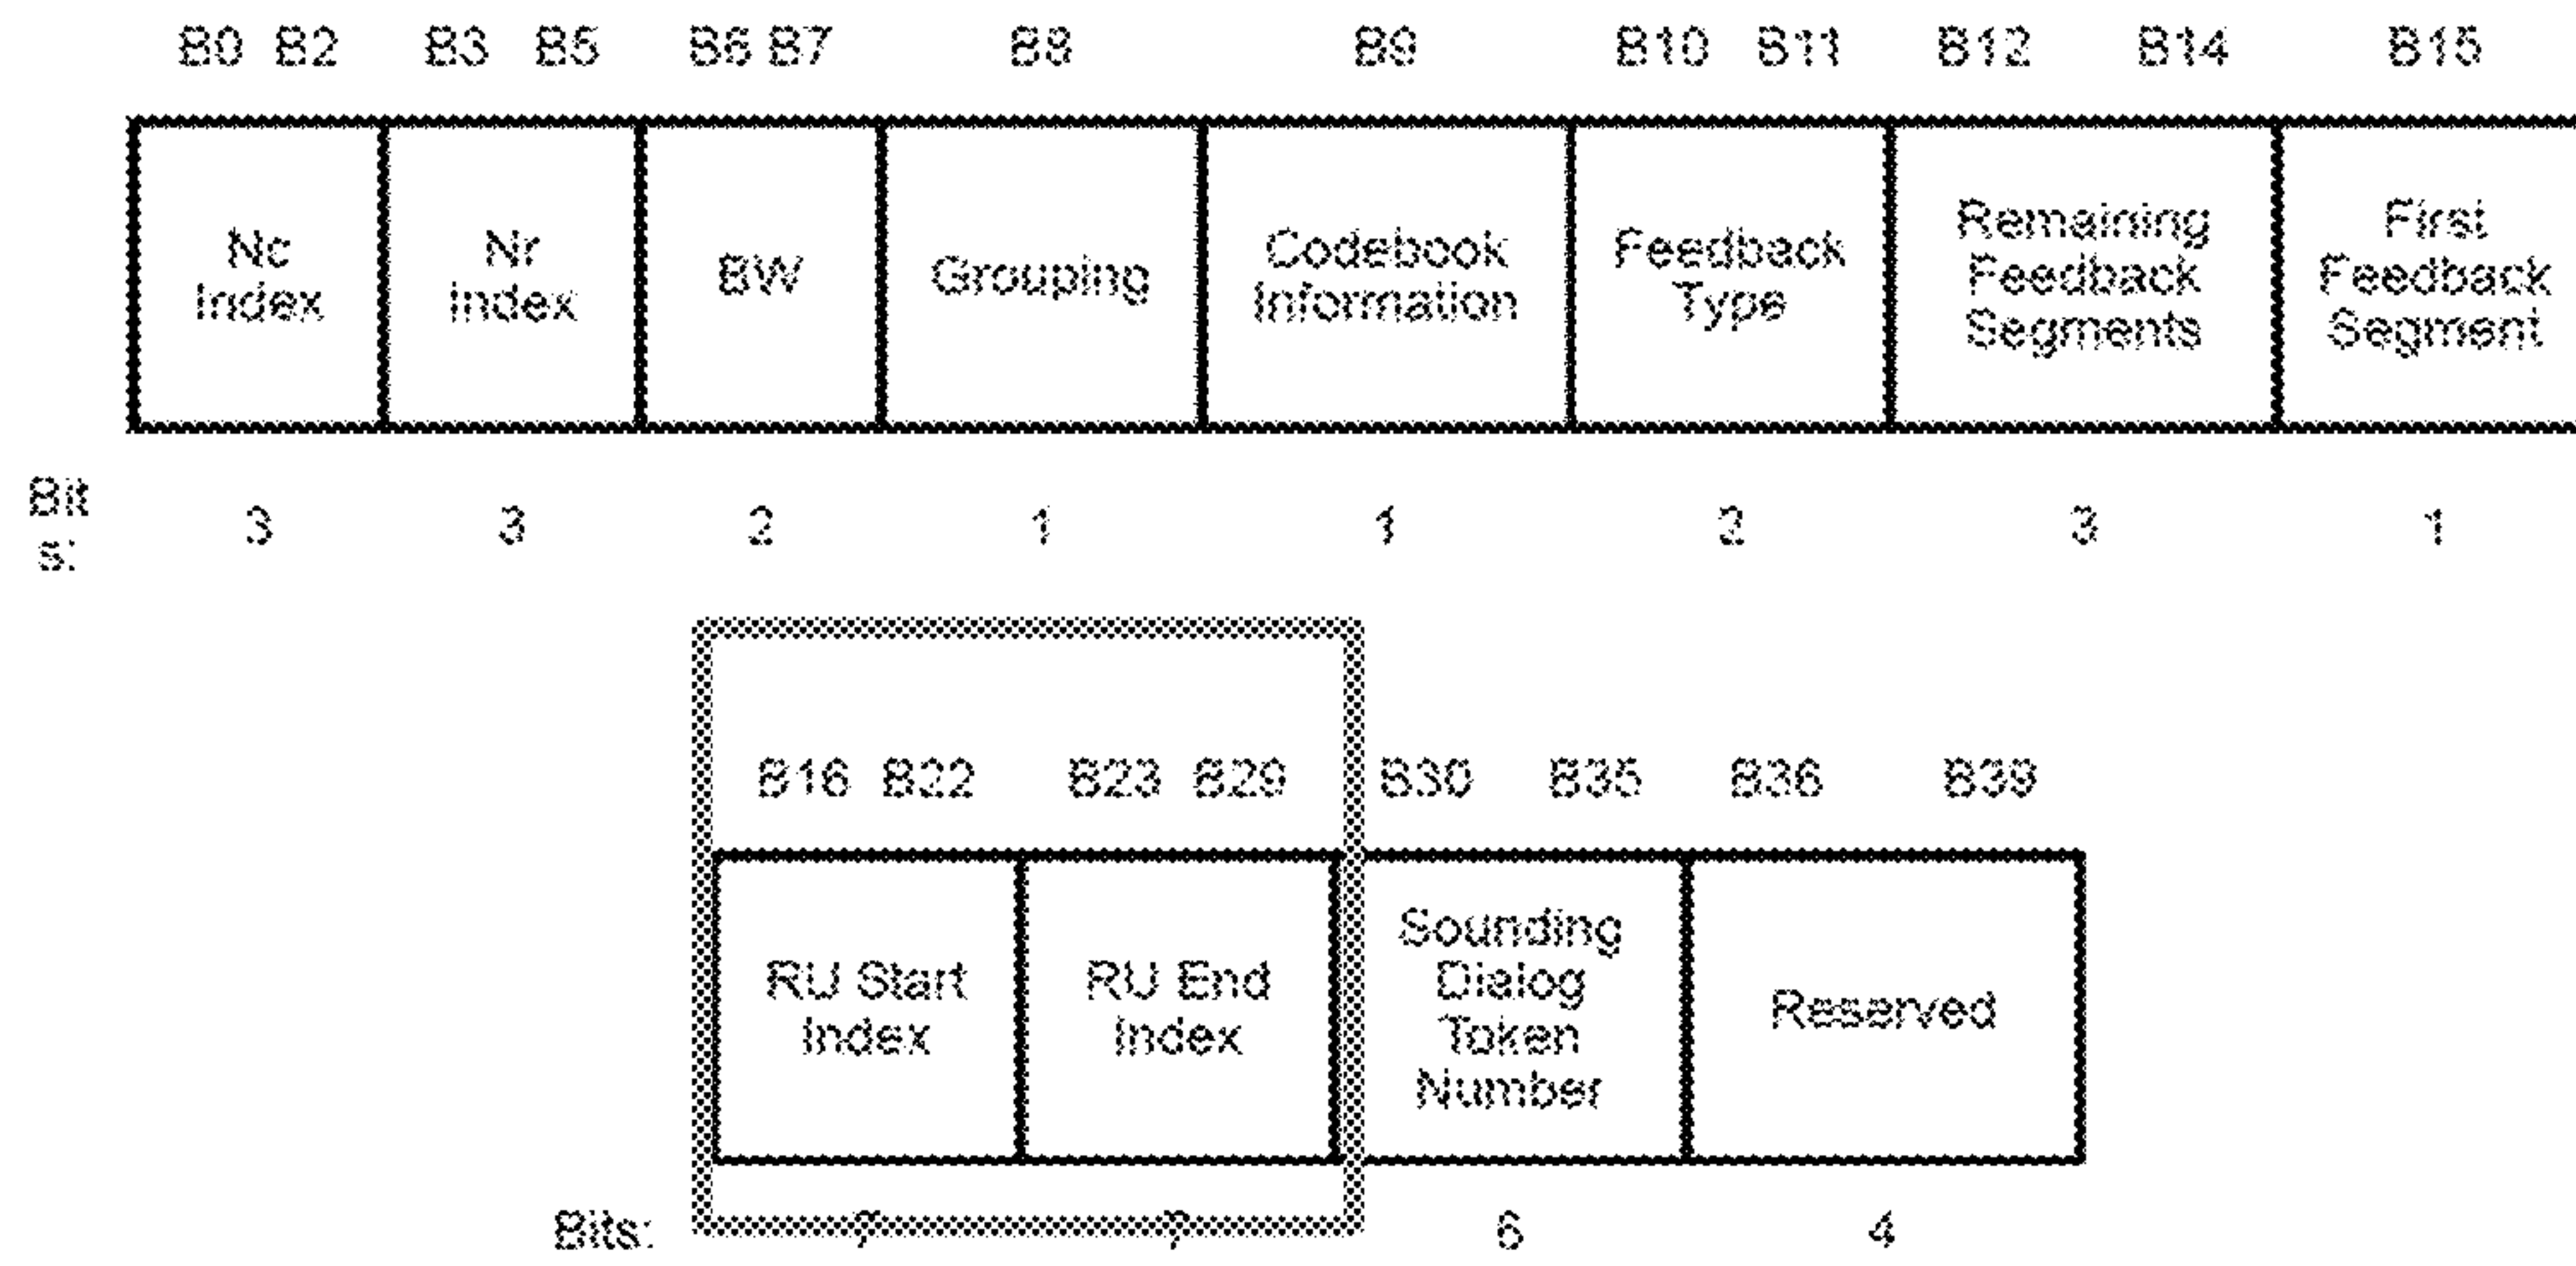 B0 B2 B3 B5 B6 B7 B8 B9 B10 B11 B12 B14 B15
Nc
Index
Nr
Index
BW
Grouping
Codebook
Information
Feedback
Type
Remaining
Feedback
Segments
First
Feedback
Segment
Bit
s:
3 3 2 1 1 2 3 1
B16 B22 B23 B29 B30 B35 B36 B39
RU Start
Index
RU End
Index
Sounding
Dialog
Token
Number
Reserved
Bits: 7 7 6 4